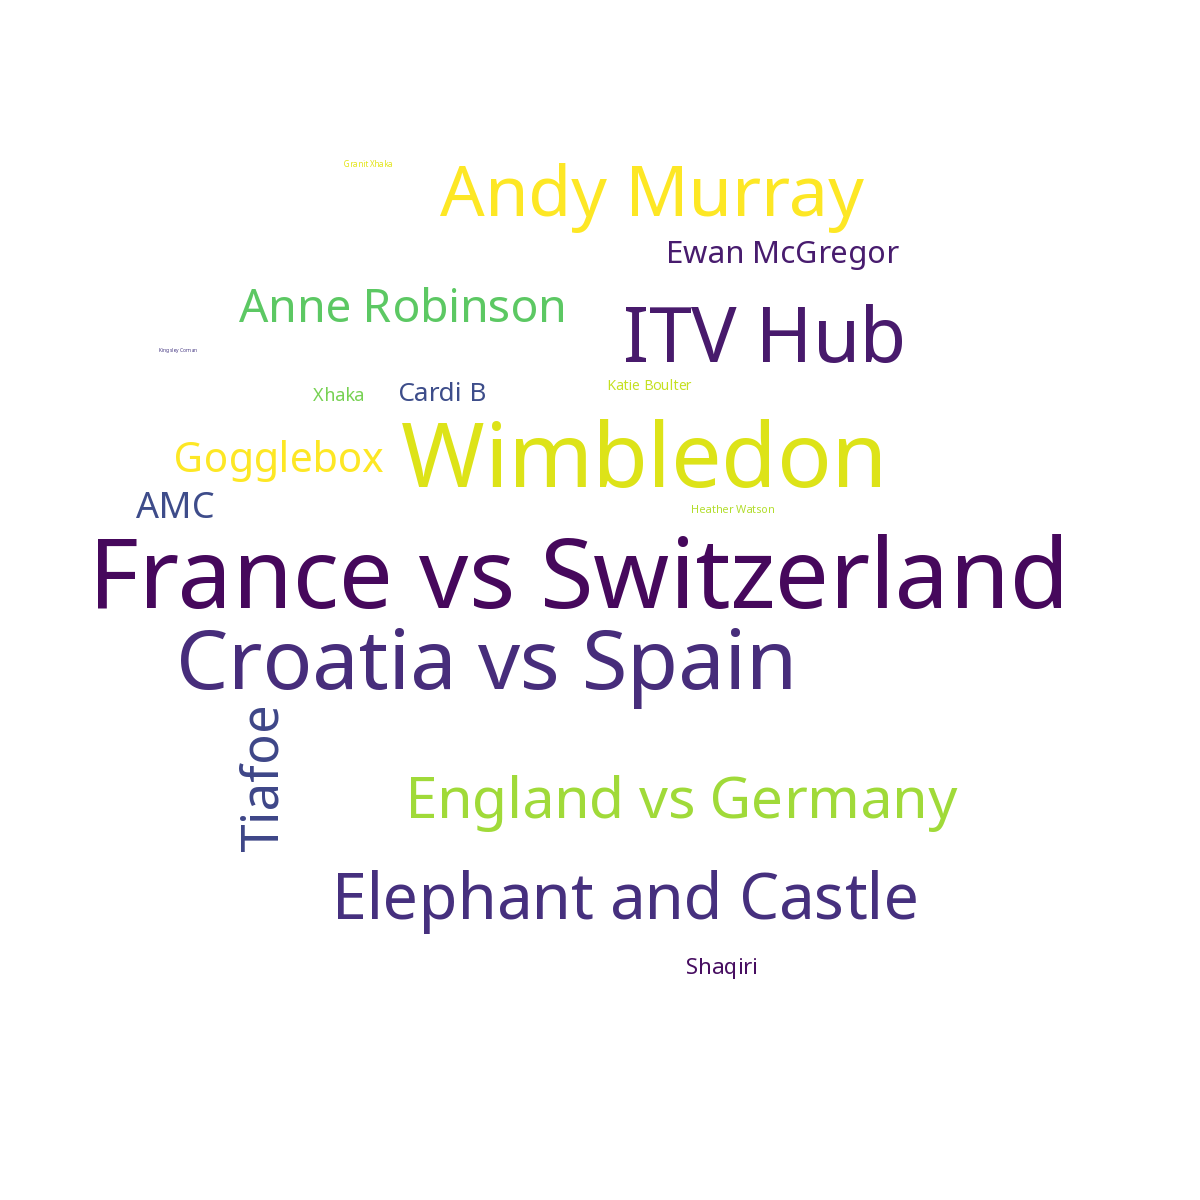 Granit Xhaka
Andy Murray
Ewan McGregor
Anne Robinson
ITV Hub
Kingsley Coman
Katie Boulter
Xhaka
Cardi B
Gogglebox
Wimbledon
AMC
Heather Watson
France vs Switzerland
Croatia vs Spain
Tiafoe
England vs Germany
Elephant and Castle
Shaqiri